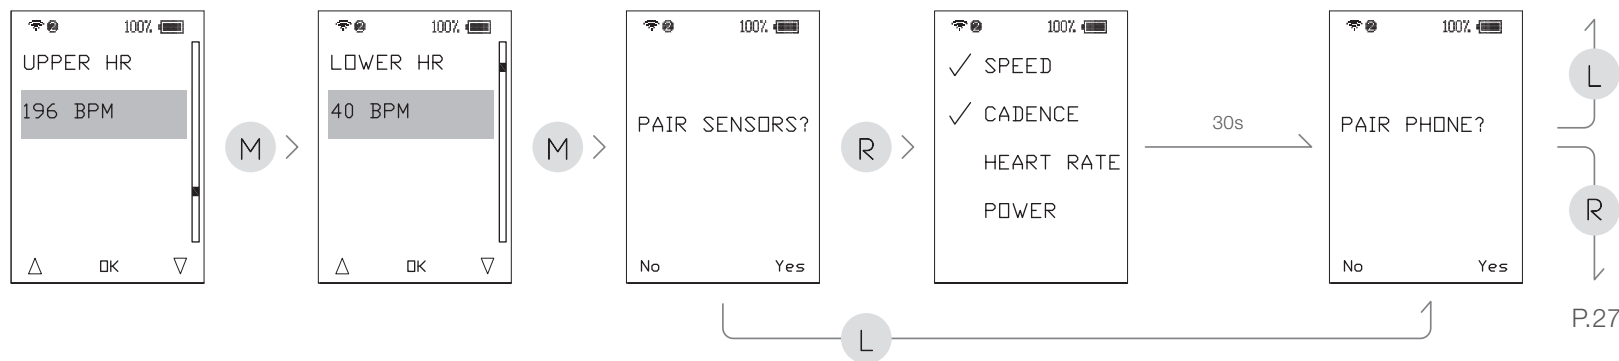 100%
UPPER HR
196 BPM
OK
M
100%
LOWER HR
40 BPM
OK
M
100%
PAIR SENSORS?
No Yes
R
L
100%
✓ SPEED
✓ CADENCE
HEART RATE
POWER
30s
100%
PAIR PHONE?
No Yes
L
R
P.27